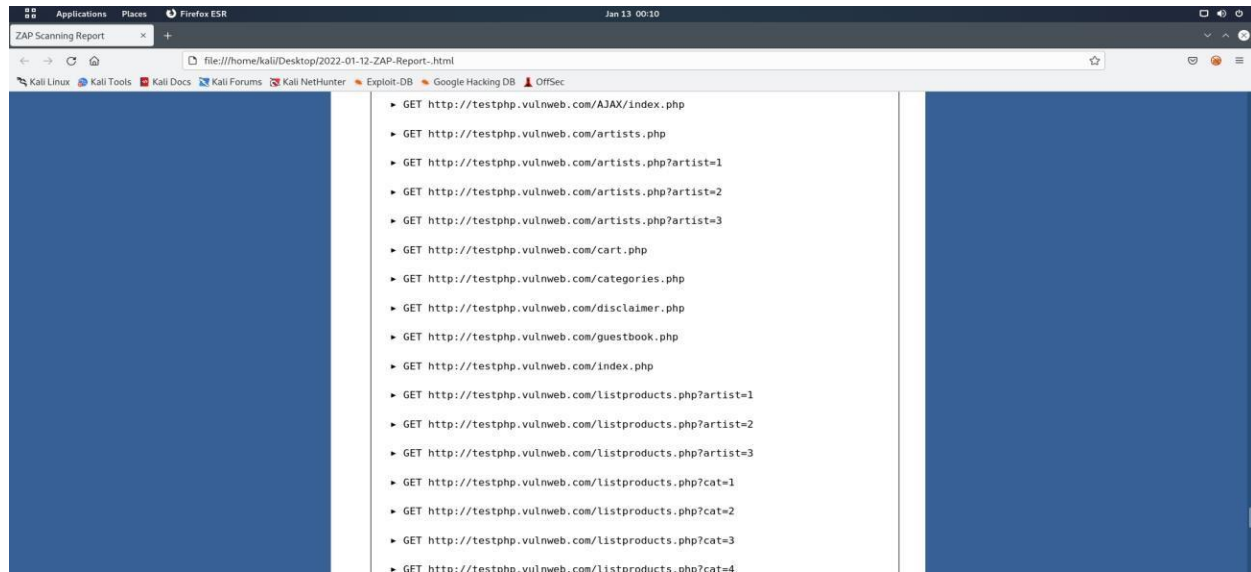 Applications Places Firefox ESR Jan 13 00:10
ZAP Scanning Report × +
file:///home/kali/Desktop/2022-01-12-ZAP-Report-.html
Kali Linux Kali Tools Kali Docs Kali Forums Kali NetHunter Exploit-DB Google Hacking DB OffSec
▸ GET http://testphp.vulnweb.com/AJAX/index.php
▸ GET http://testphp.vulnweb.com/artists.php
▸ GET http://testphp.vulnweb.com/artists.php?artist=1
▸ GET http://testphp.vulnweb.com/artists.php?artist=2
▸ GET http://testphp.vulnweb.com/artists.php?artist=3
▸ GET http://testphp.vulnweb.com/cart.php
▸ GET http://testphp.vulnweb.com/categories.php
▸ GET http://testphp.vulnweb.com/disclaimer.php
▸ GET http://testphp.vulnweb.com/guestbook.php
▸ GET http://testphp.vulnweb.com/index.php
▸ GET http://testphp.vulnweb.com/listproducts.php?artist=1
▸ GET http://testphp.vulnweb.com/listproducts.php?artist=2
▸ GET http://testphp.vulnweb.com/listproducts.php?artist=3
▸ GET http://testphp.vulnweb.com/listproducts.php?cat=1
▸ GET http://testphp.vulnweb.com/listproducts.php?cat=2
▸ GET http://testphp.vulnweb.com/listproducts.php?cat=3
▸ GET http://testphp.vulnweb.com/listproducts.php?cat=4